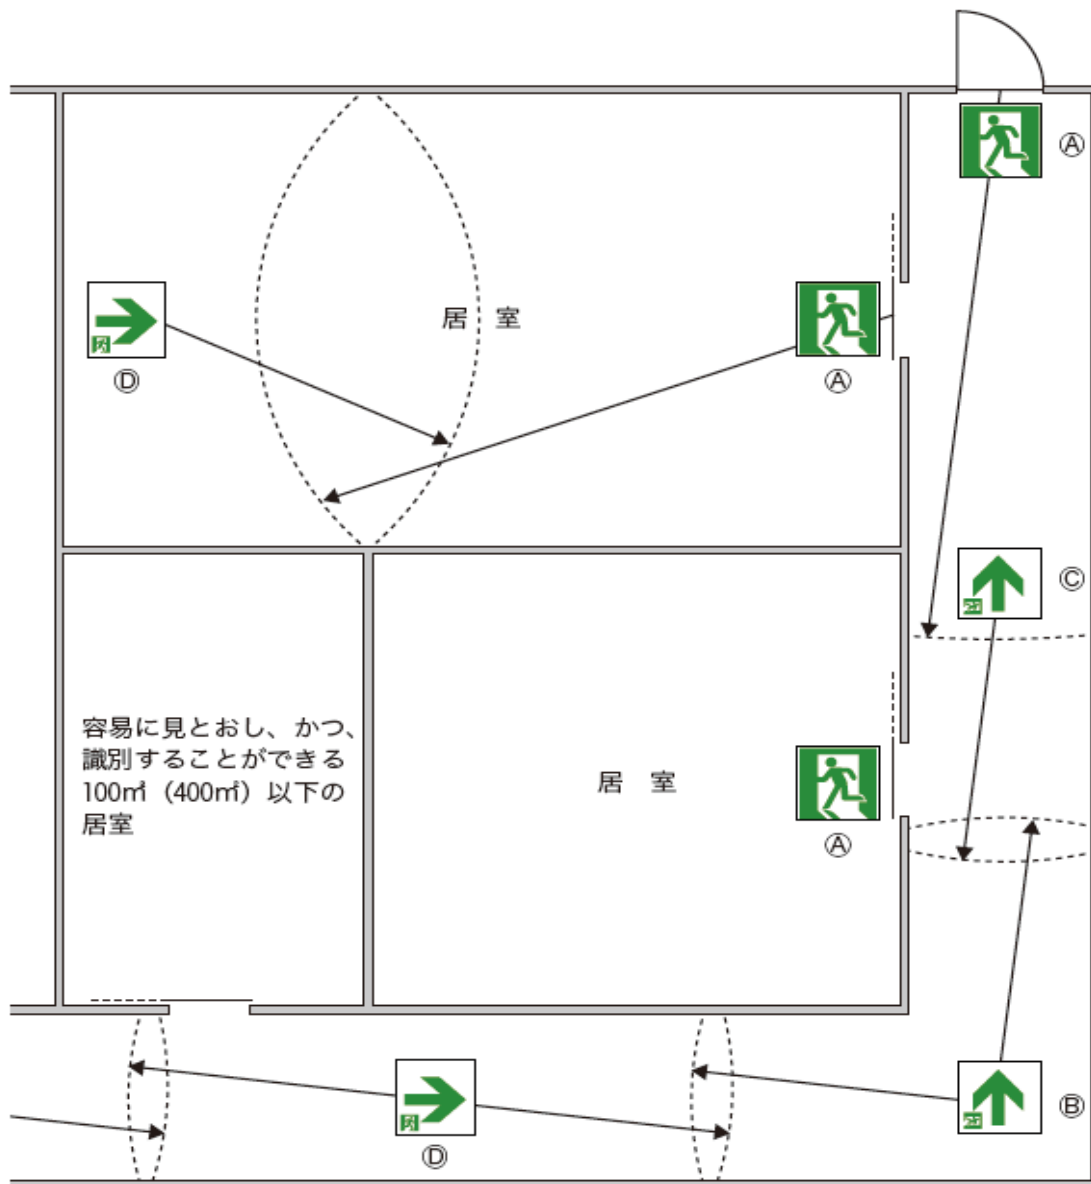 Ⓐ
居 室
Ⓓ
Ⓐ
Ⓒ
容易に見とおし、かつ、
識別することができる
100㎡(400㎡)以下の
居室
居 室
Ⓐ
Ⓑ
Ⓓ